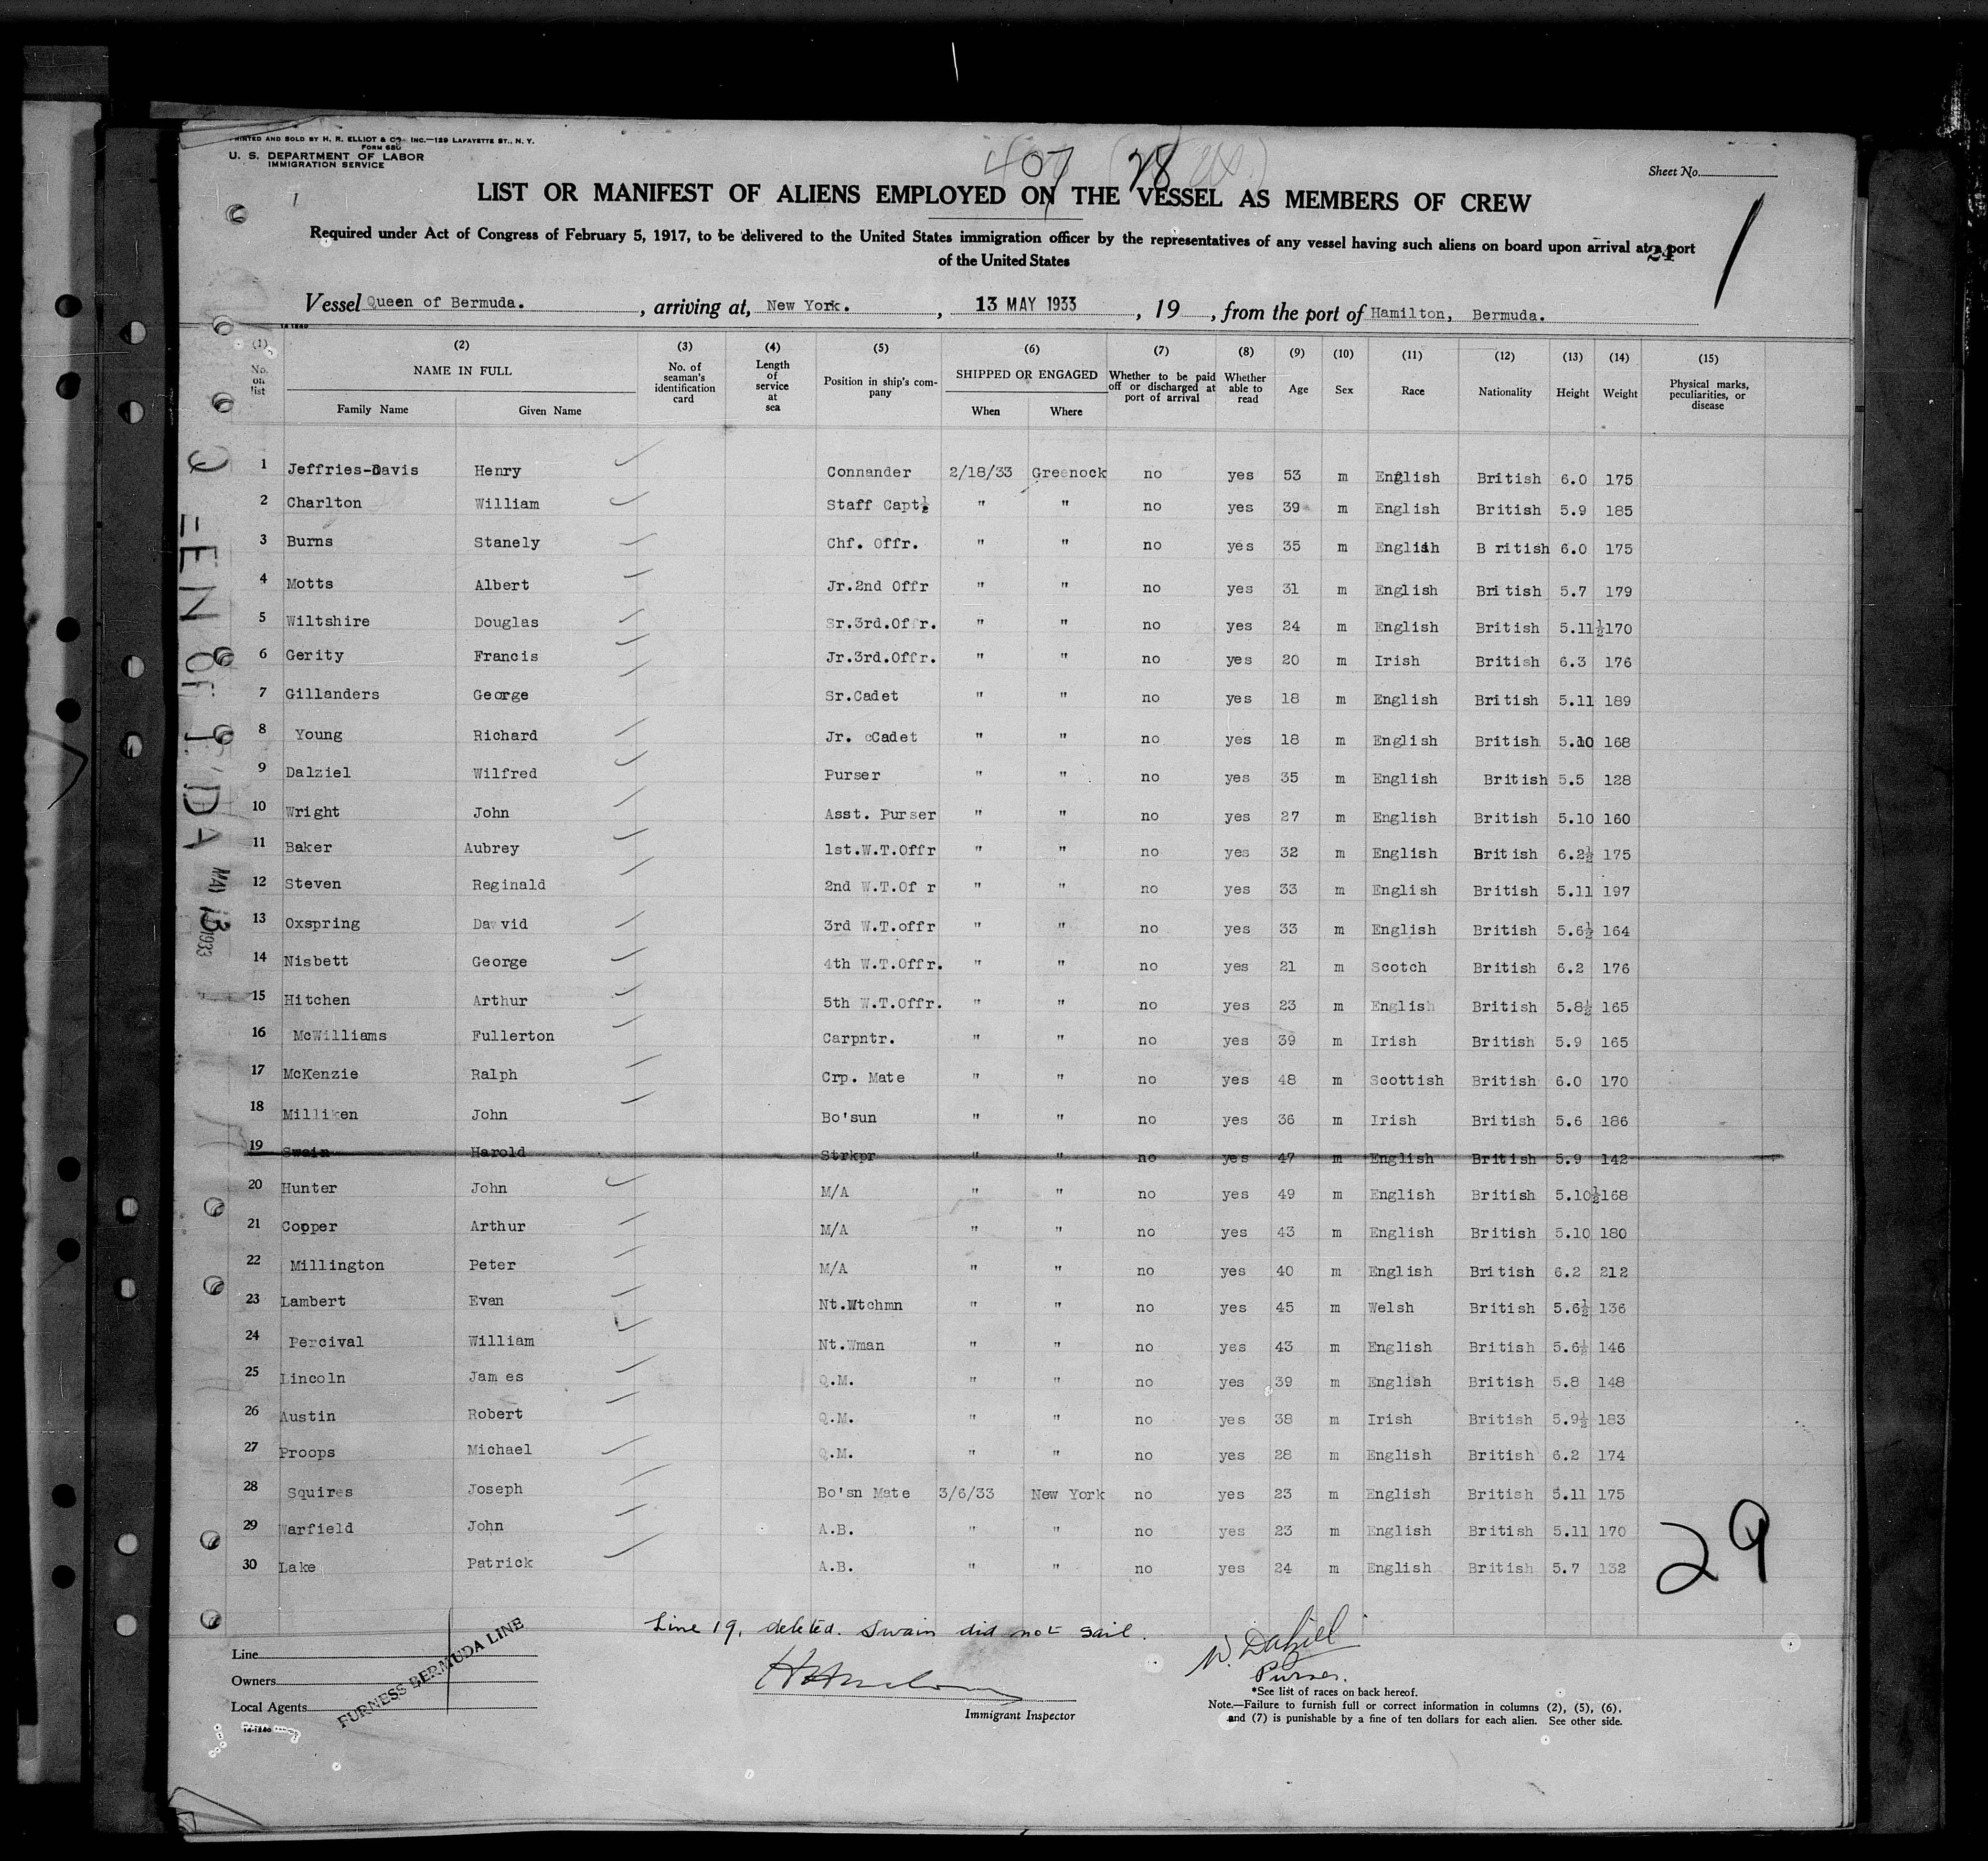 PRINTED AND SOLD BY H. R. ELLIOT & CO. INC.—129 LAFAYETTE ST., N. Y.
FORM 680
U. S. DEPARTMENT OF LABOR
IMMIGRATION SERVICE
407 28
Sheet No.
1
LIST OR MANIFEST OF ALIENS EMPLOYED ON THE VESSEL AS MEMBERS OF CREW
Required under Act of Congress of February 5, 1917, to be delivered to the United States immigration officer by the representatives of any vessel having such aliens on board upon arrival at a port
of the United States
24
Vessel Queen of Bermuda. , arriving at, New York. , 13 MAY 1933 , 19 , from the port of Hamilton, Bermuda.
14-1240
(1) (2) (3) (4) (5) (6) (7) (8) (9) (10) (11) (12) (13) (14) (15)
No. on list NAME IN FULL Family Name Given Name No. of seaman's identification card Length of service at sea Position in ship's company SHIPPED OR ENGAGED When Where Whether to be paid off or discharged at port of arrival Whether able to read Age Sex Race Nationality Height Weight Physical marks, peculiarities, or disease
1 Jeffries-Davis Henry Connander 2/18/33 Greenock no yes 53 m English British 6.0 175
2 Charlton William Staff Capt. " " no yes 39 m English British 5.9 185
3 Burns Stanely Chf. Offr. " " no yes 35 m English B ritish 6.0 175
4 Motts Albert Jr.2nd Offr " " no yes 31 m English British 5.7 179
5 Wiltshire Douglas Sr.3rd.Offr. " " no yes 24 m English British 5.11½ 170
6 Gerity Francis Jr.3rd.Offr. " " no yes 20 m Irish British 6.3 176
7 Gillanders George Sr.Cadet " " no yes 18 m English British 5.11 189
8 Young Richard Jr. cCadet " " no yes 18 m English British 5.10 168
9 Dalziel Wilfred Purser " " no yes 35 m English British 5.5 128
10 Wright John Asst. Purser " " no yes 27 m English British 5.10 160
11 Baker Aubrey 1st.W.T.Offr " " no yes 32 m English British 6.2½ 175
12 Steven Reginald 2nd W.T.Of r " " no yes 33 m English British 5.11 197
13 Oxspring Da vid 3rd W.T.offr " " no yes 33 m English British 5.6½ 164
14 Nisbett George 4th W.T.Offr. " " no yes 21 m Scotch British 6.2 176
15 Hitchen Arthur 5th W.T.Offr. " " no yes 23 m English British 5.8½ 165
16 McWilliams Fullerton Carpntr. " " no yes 39 m Irish British 5.9 165
17 McKenzie Ralph Crp. Mate " " no yes 48 m Scottish British 6.0 170
18 Milliken John Bo'sun " " no yes 36 m Irish British 5.6 186
19 Swain Harold Strkpr " " no yes 47 m English British 5.9 142
20 Hunter John M/A " " no yes 49 m English British 5.10½ 168
21 Copper Arthur M/A " " no yes 43 m English British 5.10 180
22 Millington Peter M/A " " no yes 40 m English British 6.2 212
23 Lambert Evan Nt.Wtchmn " " no yes 45 m Welsh British 5.6½ 136
24 Percival William Nt.Wman " " no yes 43 m English British 5.6½ 146
25 Lincoln Jam es Q.M. " " no yes 39 m English British 5.8 148
26 Austin Robert Q.M. " " no yes 38 m Irish British 5.9½ 183
27 Proops Michael Q.M. " " no yes 28 m English British 6.2 174
28 Squires Joseph Bo'sn Mate 3/6/33 New York no yes 23 m English British 5.11 175
29 Warfield John A.B. " " no yes 23 m English British 5.11 170
30 Lake Patrick A.B. " " no yes 24 m English British 5.7 132
29
Line 19, deleted. Swain did not sail.
W. Dalziel
Purser.
Line
Owners
Local Agents
FURNESS BERMUDA LINE
14-1240
Immigrant Inspector
*See list of races on back hereof.
Note.—Failure to furnish full or correct information in columns (2), (5), (6),
and (7) is punishable by a fine of ten dollars for each alien. See other side.
MAY 13 1933